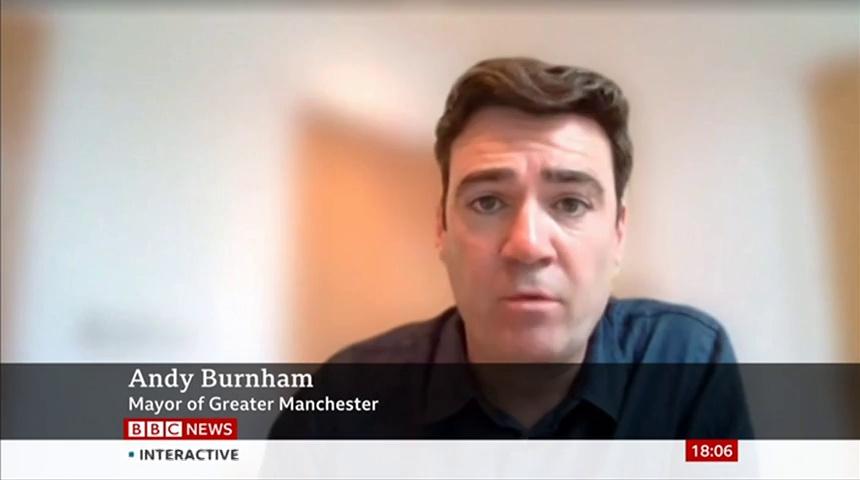 Andy Burnham
Mayor of Greater Manchester
BBC NEWS
INTERACTIVE
18:06